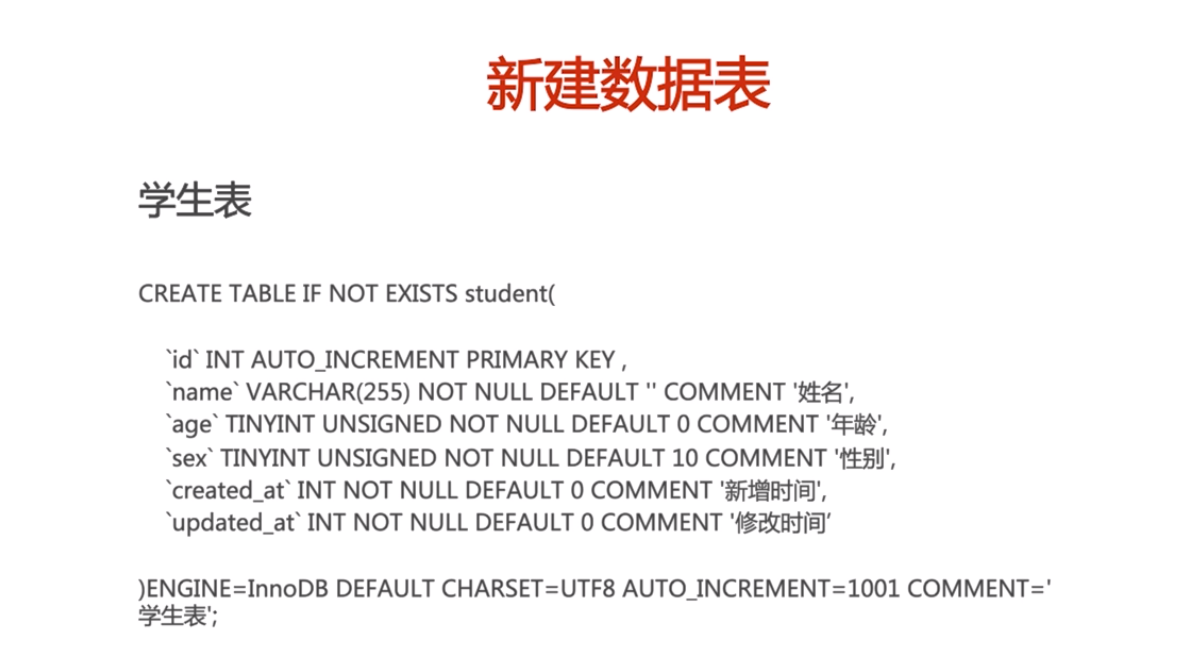 新建数据表
学生表
CREATE TABLE IF NOT EXISTS student(
`id` INT AUTO_INCREMENT PRIMARY KEY ,
`name` VARCHAR(255) NOT NULL DEFAULT '' COMMENT '姓名',
`age` TINYINT UNSIGNED NOT NULL DEFAULT 0 COMMENT '年龄',
`sex` TINYINT UNSIGNED NOT NULL DEFAULT 10 COMMENT '性别',
`created_at` INT NOT NULL DEFAULT 0 COMMENT '新增时间',
`updated_at` INT NOT NULL DEFAULT 0 COMMENT '修改时间’
)ENGINE=InnoDB DEFAULT CHARSET=UTF8 AUTO_INCREMENT=1001 COMMENT='
学生表';